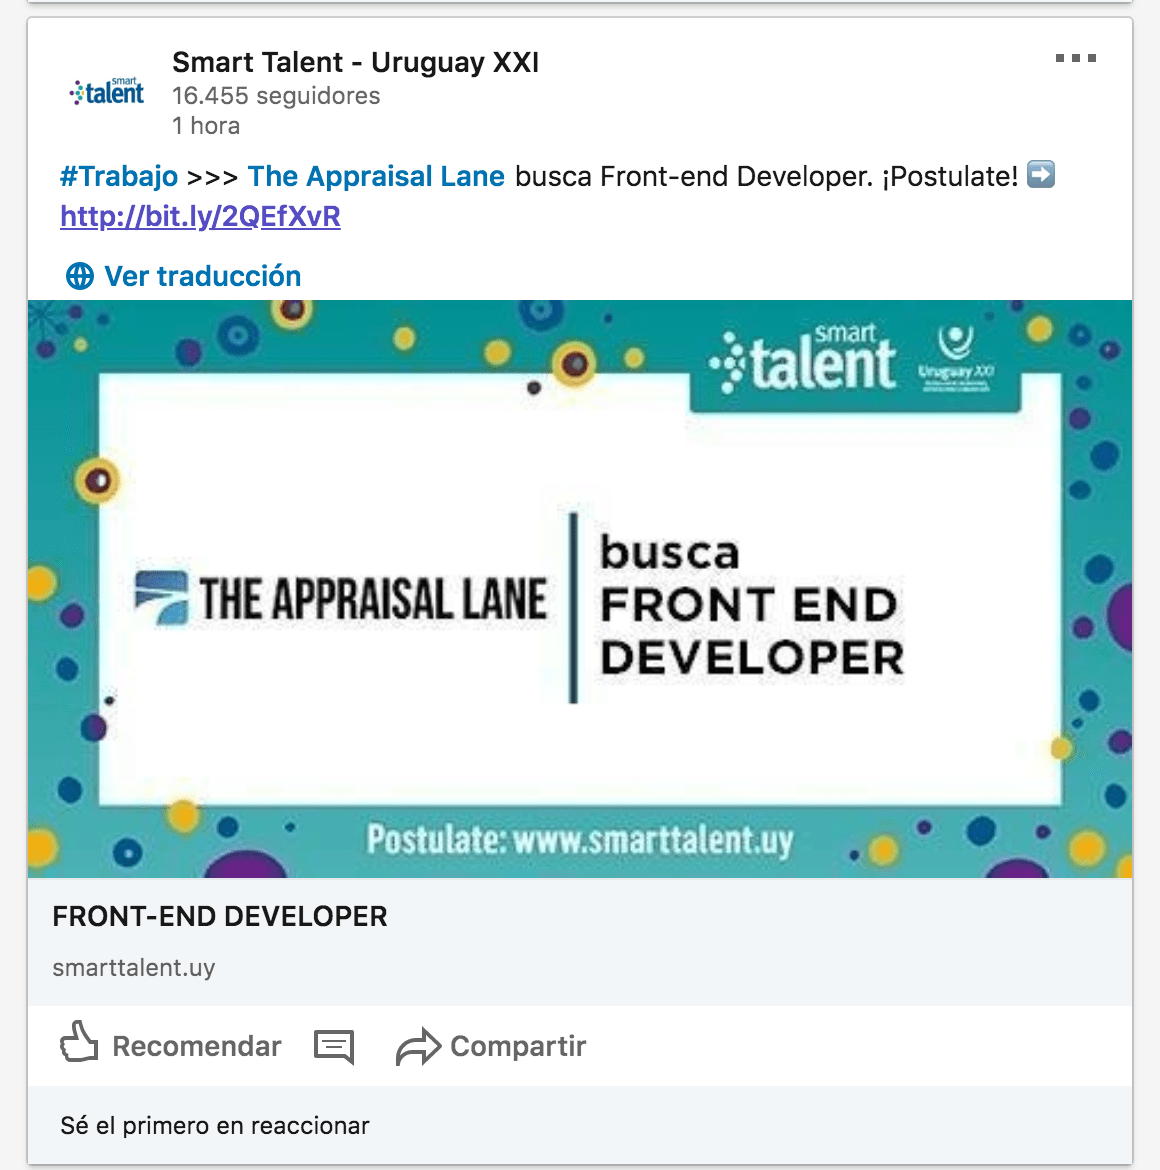 smart
talent
Smart Talent - Uruguay XXI
16.455 seguidores
1 hora
#Trabajo >>> The Appraisal Lane busca Front-end Developer. ¡Postulate! ➡️
http://bit.ly/2QEfXvR
Ver traducción
smart
talent
Uruguay XXI
THE APPRAISAL LANE
busca
FRONT END
DEVELOPER
Postulate: www.smarttalent.uy
FRONT-END DEVELOPER
smarttalent.uy
Recomendar
Compartir
Sé el primero en reaccionar